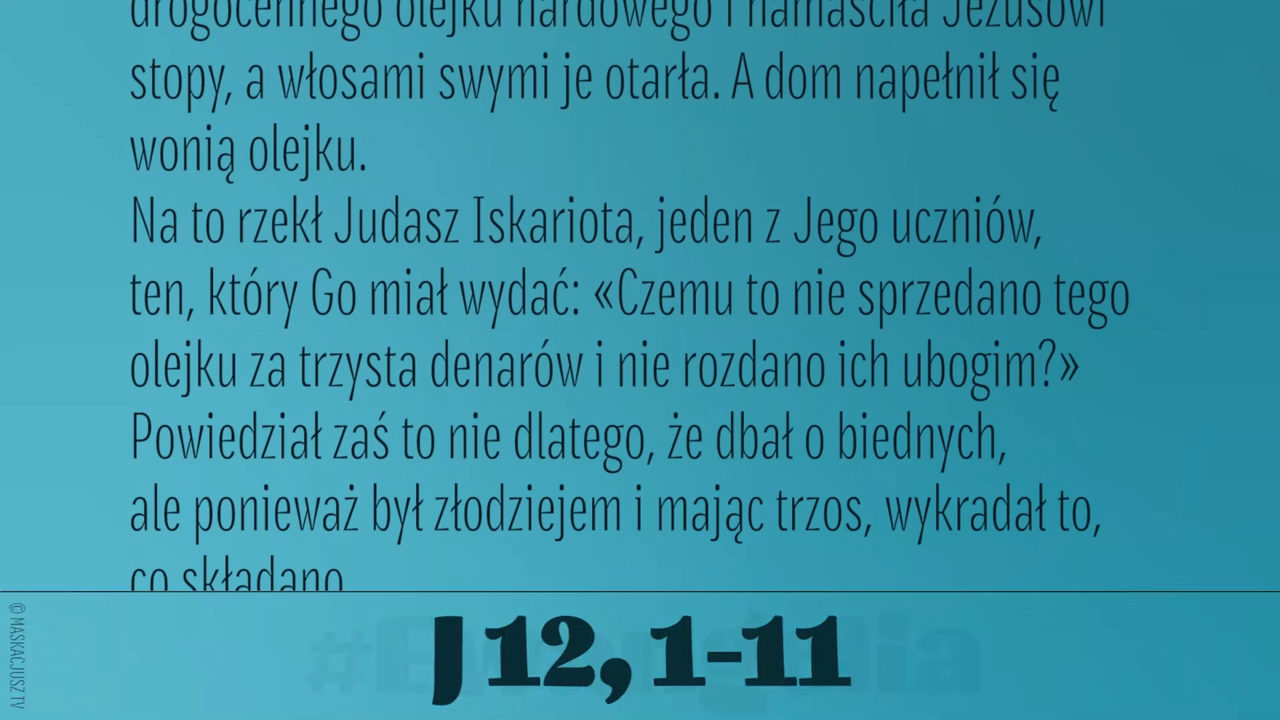 drogocennego olejku nardowego i namaściła Jezusowi
stopy, a włosami swymi je otarła. A dom napełnił się
wonią olejku.
Na to rzekł Judasz Iskariota, jeden z Jego uczniów,
ten, który Go miał wydać: «Czemu to nie sprzedano tego
olejku za trzysta denarów i nie rozdano ich ubogim?»
Powiedział zaś to nie dlatego, że dbał o biednych,
ale ponieważ był złodziejem i mając trzos, wykradał to,
co składano
J 12, 1-11
© MASKACJUSZ TV